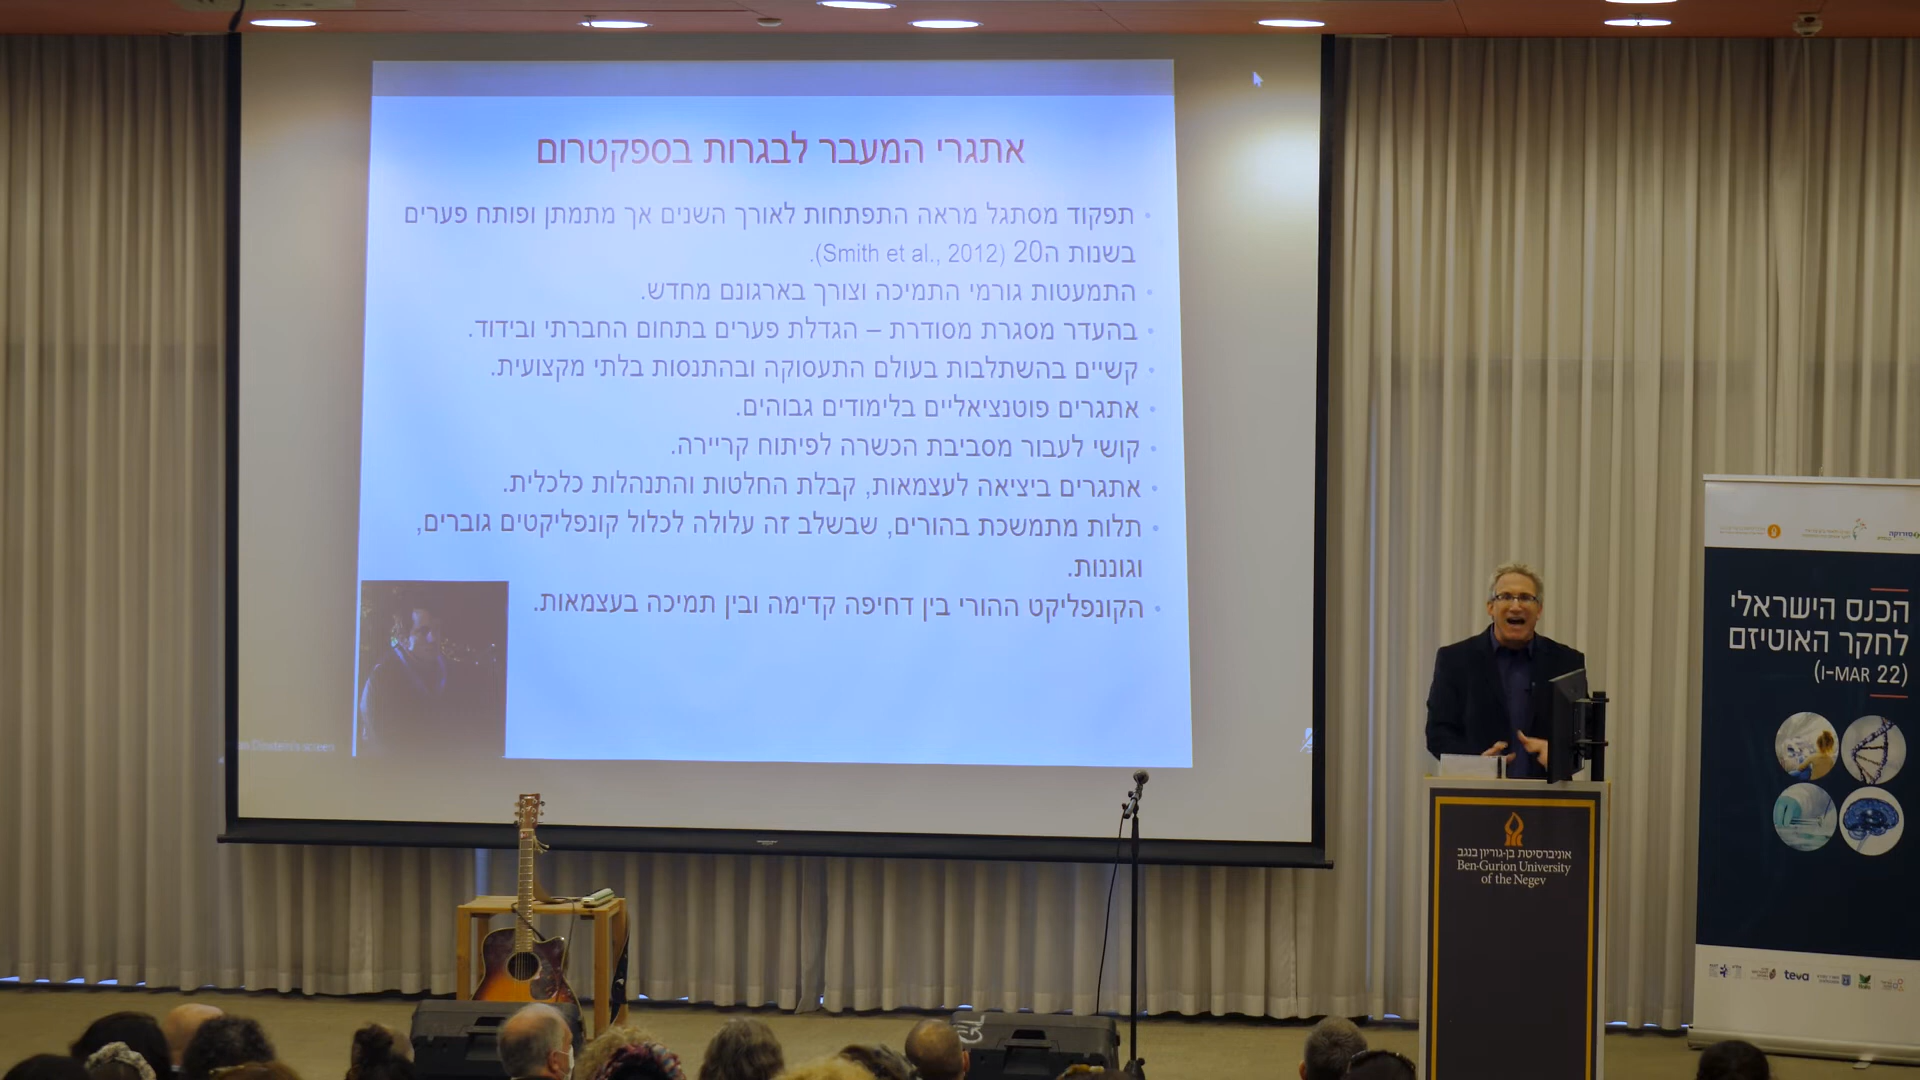 אתגרי המעבר לבגרות בספקטרום
• תפקוד מסתגל מראה התפתחות לאורך השנים אך מתמתן ופותח פערים
בשנות ה20 (Smith et al., 2012).
• התמעטות גורמי התמיכה וצורך בארגונם מחדש.
• בהעדר מסגרת מסודרת – הגדלת פערים בתחום החברתי ובידוד.
• קשיים בהשתלבות בעולם התעסוקה ובהתנסות בלתי מקצועית.
• אתגרים פוטנציאליים בלימודים גבוהים.
• קושי לעבור מסביבת הכשרה לפיתוח קריירה.
• אתגרים ביציאה לעצמאות, קבלת החלטות והתנהלות כלכלית.
• תלות מתמשכת בהורים, שבשלב זה עלולה לכלול קונפליקטים גוברים,
וגוננות.
• הקונפליקט ההורי בין דחיפה קדימה ובין תמיכה בעצמאות.
screen
אוניברסיטת בן-גוריון בנגב
Ben-Gurion University
of the Negev
הכנס הישראלי
לחקר האוטיזם
(I-MAR 22)
teva
GL